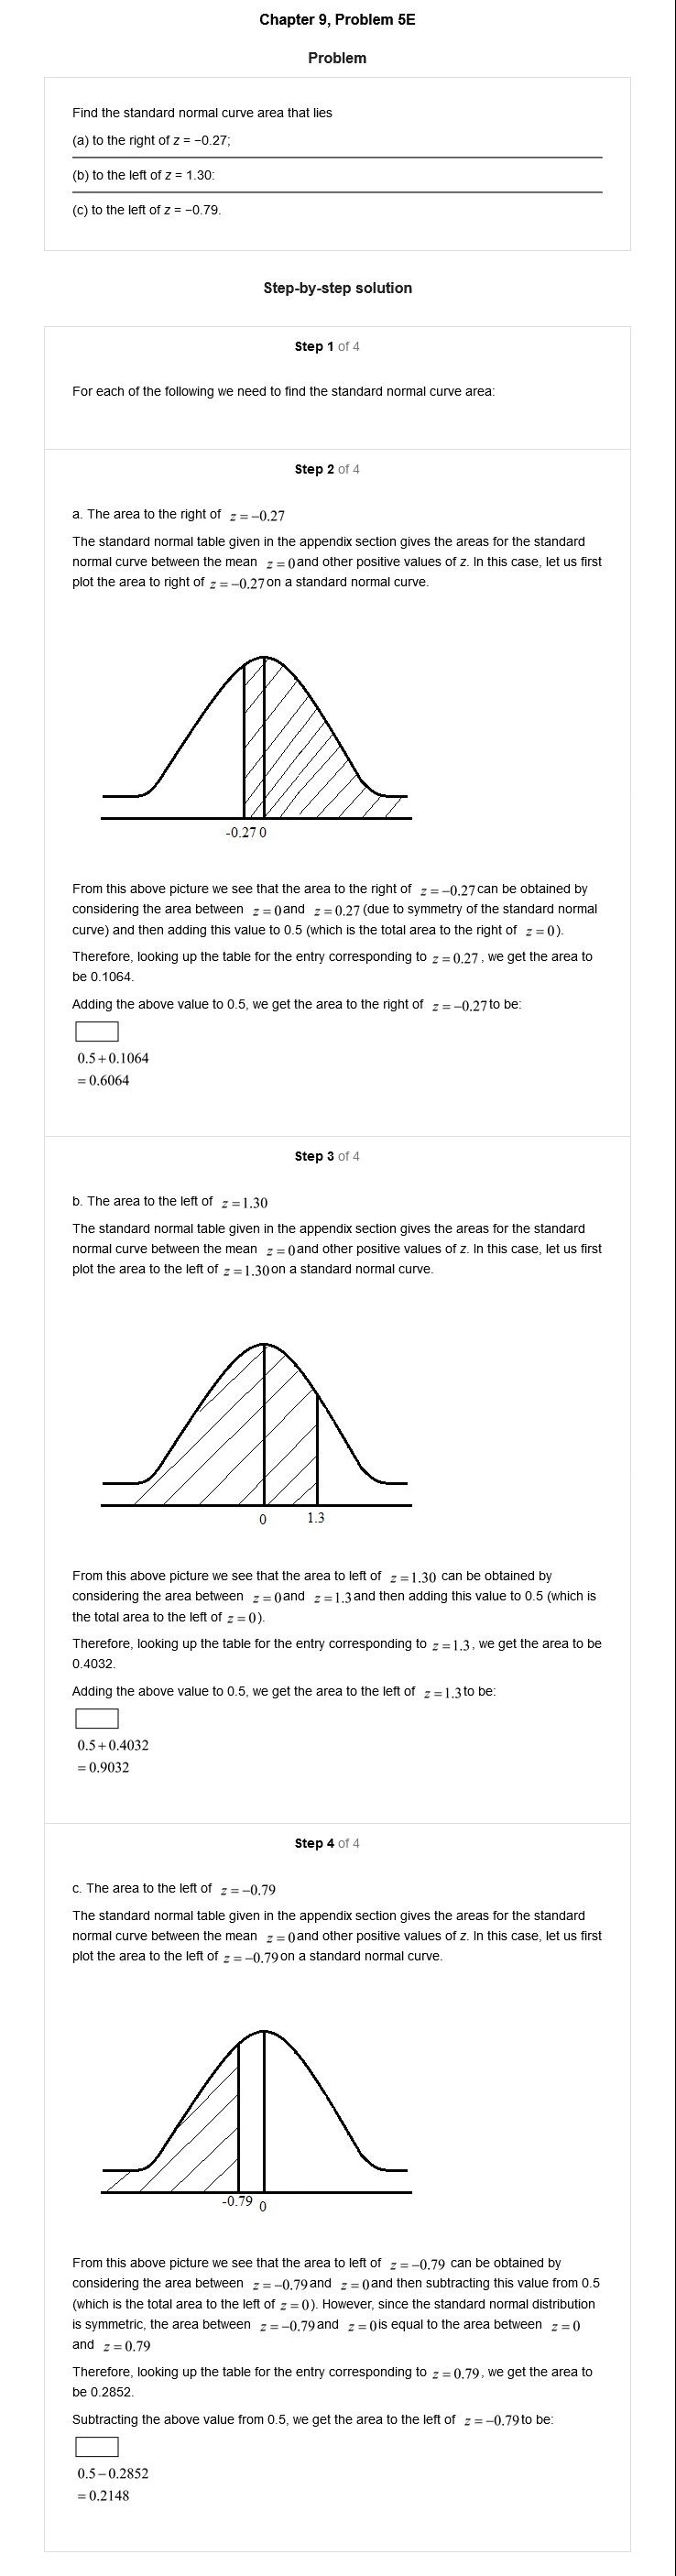 Chapter 9, Problem 5E
Problem
Find the standard normal curve area that lies
(a) to the right of z = −0.27;
(b) to the left of z = 1.30:
(c) to the left of z = −0.79.
Step-by-step solution
Step 1 of 4
For each of the following we need to find the standard normal curve area:
Step 2 of 4
a. The area to the right of z = −0.27
The standard normal table given in the appendix section gives the areas for the standard
normal curve between the mean z = 0 and other positive values of z. In this case, let us first
plot the area to right of z = −0.27 on a standard normal curve.
-0.27 0
From this above picture we see that the area to the right of z = −0.27 can be obtained by
considering the area between z = 0 and z = 0.27 (due to symmetry of the standard normal
curve) and then adding this value to 0.5 (which is the total area to the right of z = 0).
Therefore, looking up the table for the entry corresponding to z = 0.27, we get the area to
be 0.1064.
Adding the above value to 0.5, we get the area to the right of z = −0.27 to be:
0.5 + 0.1064
= 0.6064
Step 3 of 4
b. The area to the left of z = 1.30
The standard normal table given in the appendix section gives the areas for the standard
normal curve between the mean z = 0 and other positive values of z. In this case, let us first
plot the area to the left of z = 1.30 on a standard normal curve.
0 1.3
From this above picture we see that the area to left of z = 1.30 can be obtained by
considering the area between z = 0 and z = 1.3 and then adding this value to 0.5 (which is
the total area to the left of z = 0).
Therefore, looking up the table for the entry corresponding to z = 1.3, we get the area to be
0.4032.
Adding the above value to 0.5, we get the area to the left of z = 1.3 to be:
0.5 + 0.4032
= 0.9032
Step 4 of 4
c. The area to the left of z = −0.79
The standard normal table given in the appendix section gives the areas for the standard
normal curve between the mean z = 0 and other positive values of z. In this case, let us first
plot the area to the left of z = −0.79 on a standard normal curve.
-0.79 0
From this above picture we see that the area to left of z = −0.79 can be obtained by
considering the area between z = −0.79 and z = 0 and then subtracting this value from 0.5
(which is the total area to the left of z = 0). However, since the standard normal distribution
is symmetric, the area between z = −0.79 and z = 0 is equal to the area between z = 0
and z = 0.79
Therefore, looking up the table for the entry corresponding to z = 0.79, we get the area to
be 0.2852.
Subtracting the above value from 0.5, we get the area to the left of z = −0.79 to be:
0.5 − 0.2852
= 0.2148